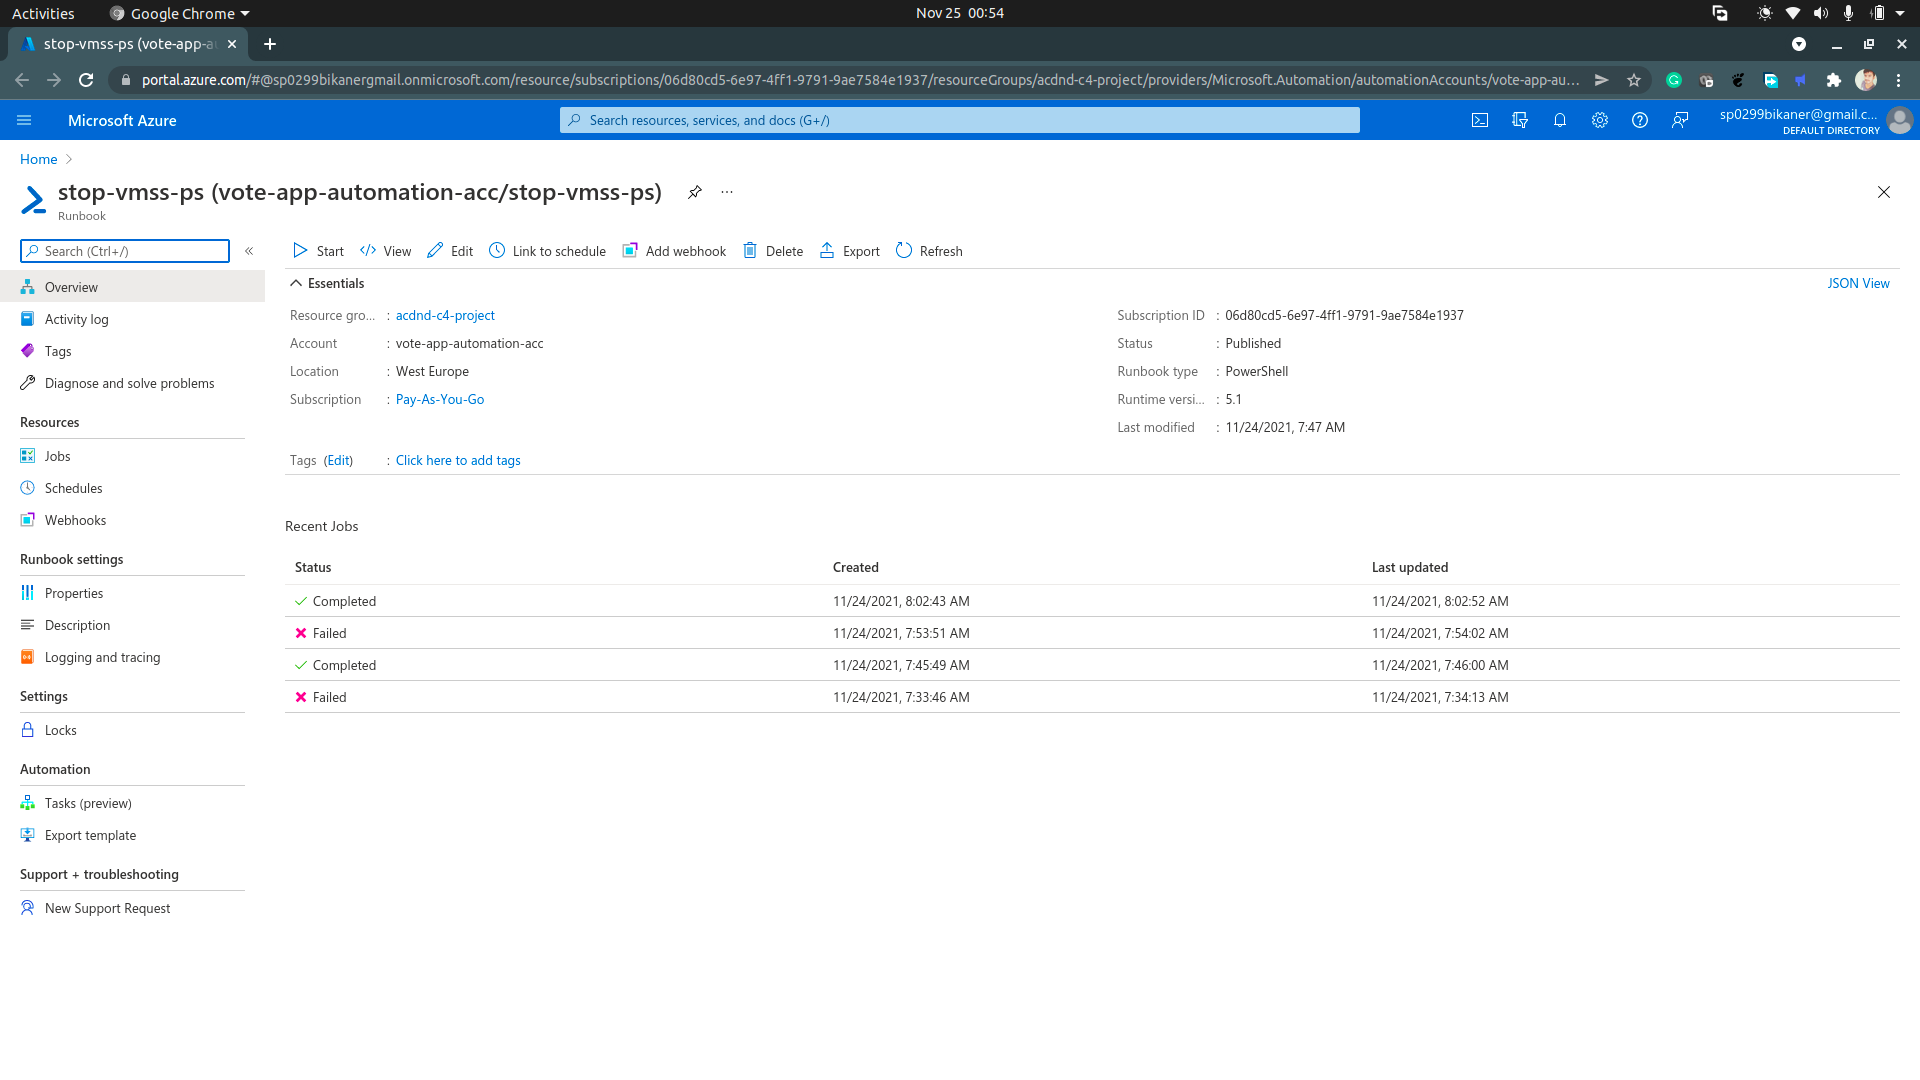 Activities
Google Chrome
Nov 25 00:54
stop-vmss-ps (vote-app-au
portal.azure.com/#@sp0299bikanergmail.onmicrosoft.com/resource/subscriptions/06d80cd5-6e97-4ff1-9791-9ae7584e1937/resourceGroups/acdnd-c4-project/providers/Microsoft.Automation/automationAccounts/vote-app-au...
Microsoft Azure
Search resources, services, and docs (G+/)
sp0299bikaner@gmail.c...
DEFAULT DIRECTORY
Home
stop-vmss-ps (vote-app-automation-acc/stop-vmss-ps)
Runbook
Search (Ctrl+/)
Start
View
Edit
Link to schedule
Add webhook
Delete
Export
Refresh
Overview
Activity log
Tags
Diagnose and solve problems
Resources
Jobs
Schedules
Webhooks
Runbook settings
Properties
Description
Logging and tracing
Settings
Locks
Automation
Tasks (preview)
Export template
Support + troubleshooting
New Support Request
Essentials
JSON View
Resource gro... : acdnd-c4-project
Account : vote-app-automation-acc
Location : West Europe
Subscription : Pay-As-You-Go
Subscription ID : 06d80cd5-6e97-4ff1-9791-9ae7584e1937
Status : Published
Runbook type : PowerShell
Runtime versi... : 5.1
Last modified : 11/24/2021, 7:47 AM
Tags (Edit) : Click here to add tags
Recent Jobs
Status Created Last updated
Completed 11/24/2021, 8:02:43 AM 11/24/2021, 8:02:52 AM
Failed 11/24/2021, 7:53:51 AM 11/24/2021, 7:54:02 AM
Completed 11/24/2021, 7:45:49 AM 11/24/2021, 7:46:00 AM
Failed 11/24/2021, 7:33:46 AM 11/24/2021, 7:34:13 AM